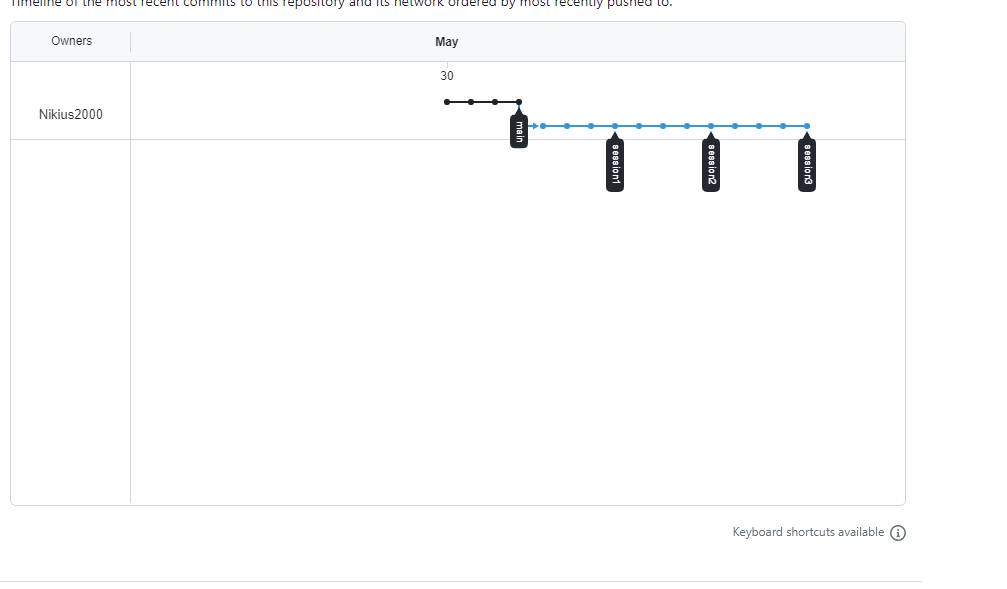 Timeline of the most recent commits to this repository and its network ordered by most recently pushed to.
Owners
May
30
Nikius2000
main
session1
session2
session3
Keyboard shortcuts available